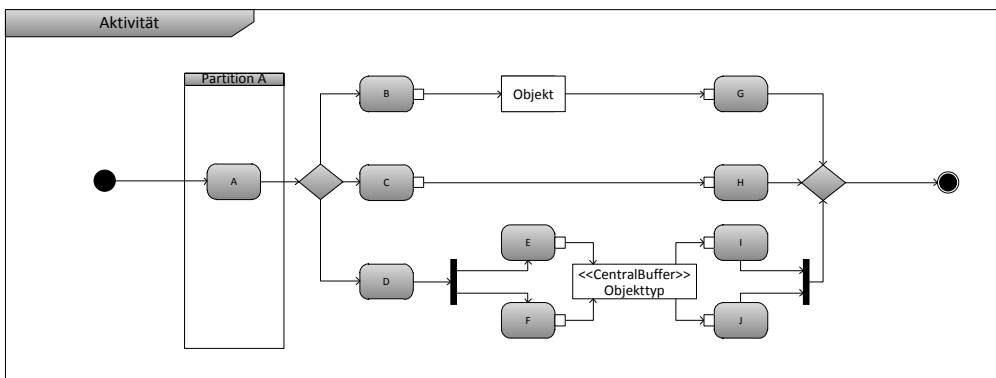 Aktivität
Partition A
B
Objekt
G
A
C
H
E
I
D
<<CentralBuffer>>
Objekttyp
F
J